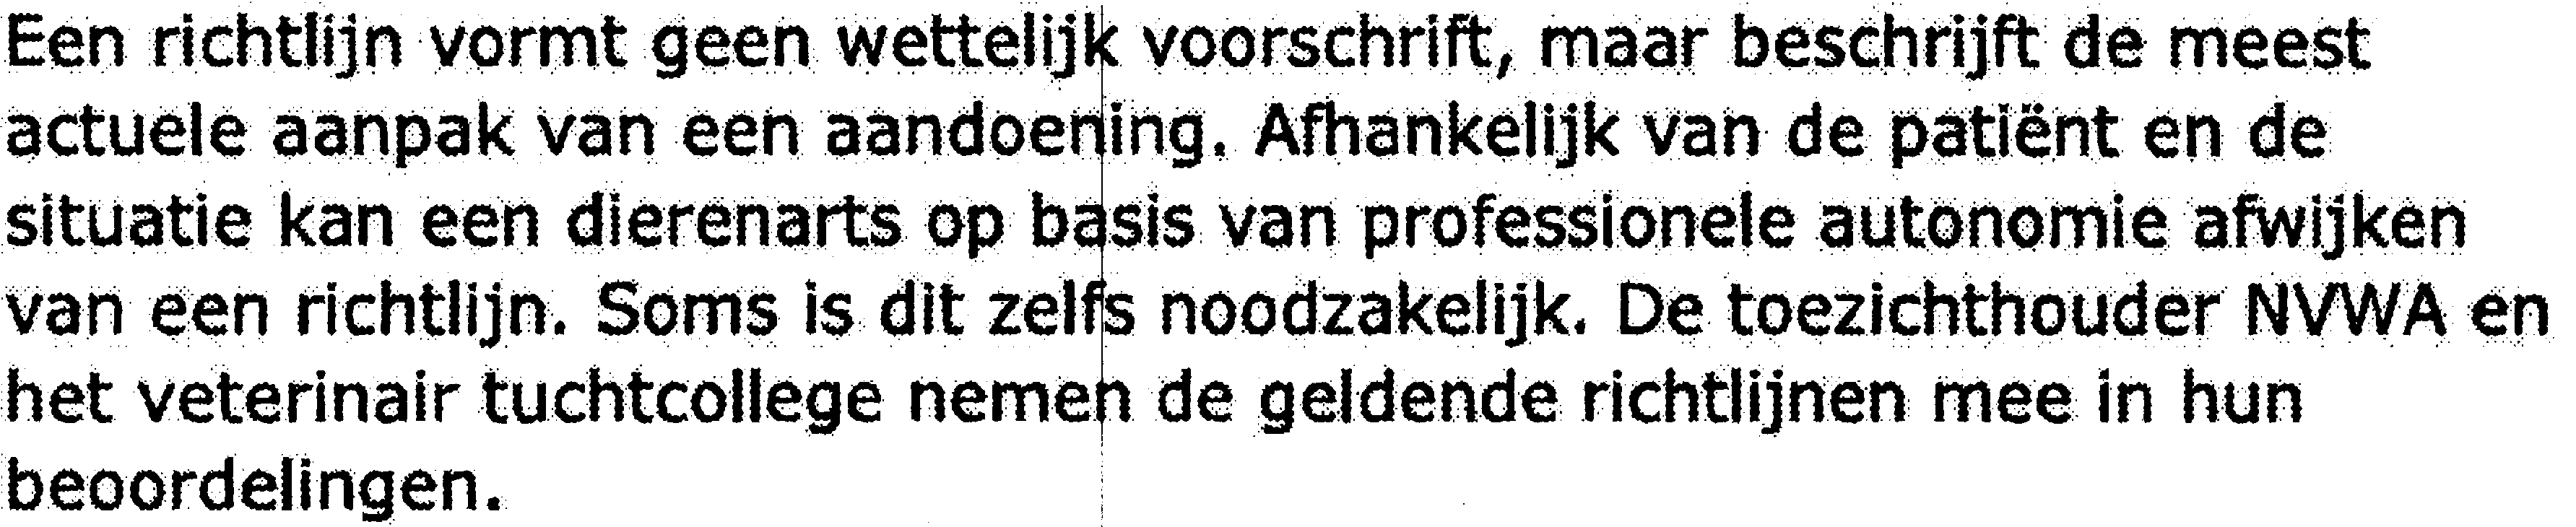 Een richtlijn vormt geen wettelijk voorschrift, maar beschrijft de meest
actuele aanpak van een aandoening. Afhankelijk van de patiënt en de
situatie kan een dierenarts op basis van professionele autonomie afwijken
van een richtlijn. Soms is dit zelfs noodzakelijk. De toezichthouder NVWA en
het veterinair tuchtcollege nemen de geldende richtlijnen mee in hun
beoordelingen.